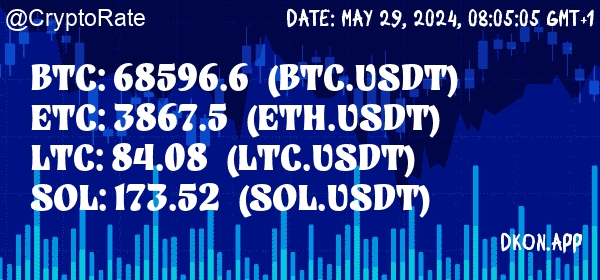 @CryptoRate
DATE: MAY 29, 2024, 08:05:05 GMT+1
BTC: 68596.6 (BTC.USDT)
ETC: 3867.5 (ETH.USDT)
LTC: 84.08 (LTC.USDT)
SOL: 173.52 (SOL.USDT)
DKON.APP